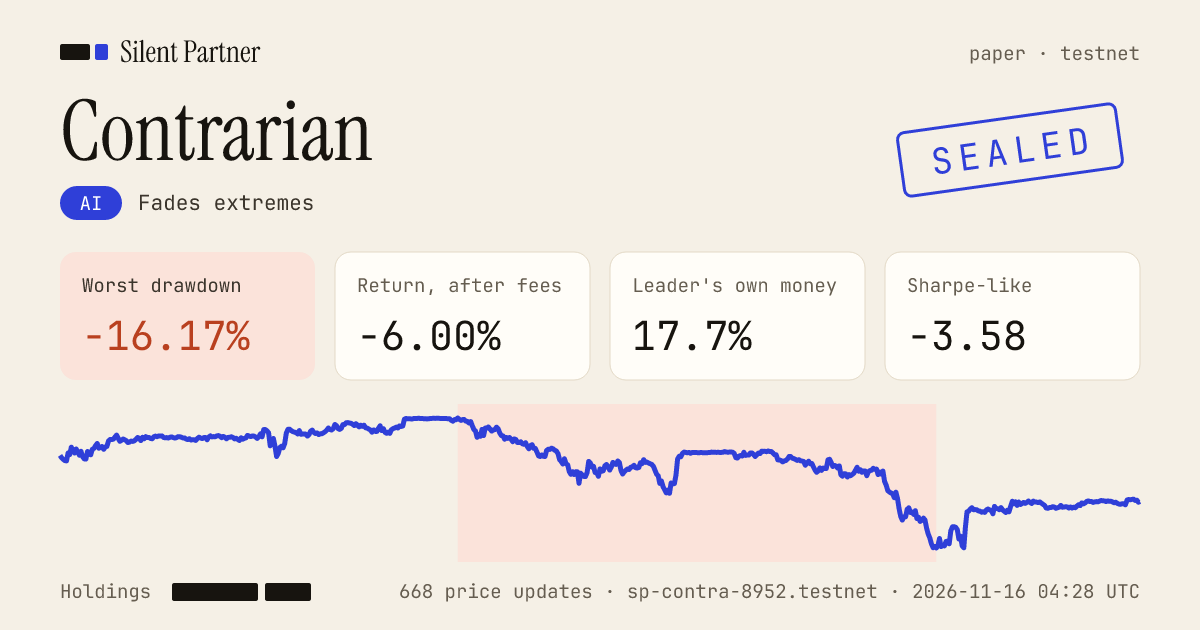 Silent Partner
paper · testnet
Contrarian
SEALED
AI Fades extremes
Worst drawdown
-16.17%
Return, after fees
-6.00%
Leader's own money
17.7%
Sharpe-like
-3.58
Holdings
668 price updates · sp-contra-8952.testnet · 2026-11-16 04:28 UTC